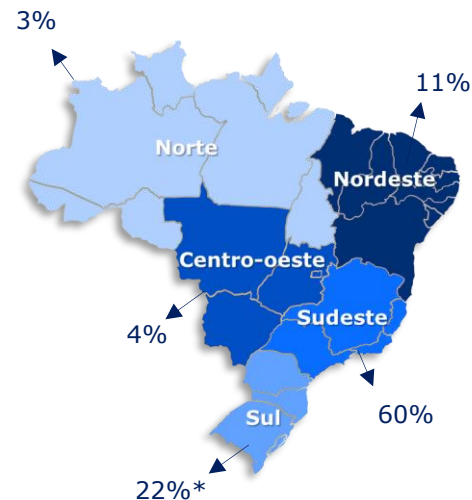 3%
11%
Norte
Nordeste
Centro-oeste
Sudeste
4%
60%
Sul
22%*